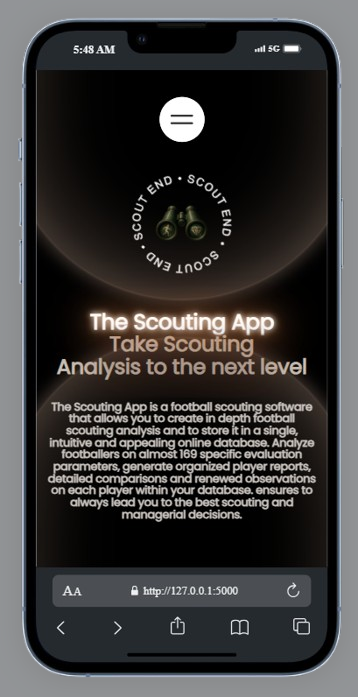 5:48 AM
5G
SCOUT END • SCOUT END • SCOUT END •
The Scouting App
Take Scouting
Analysis to the next level
The Scouting App is a football scouting software
that allows you to create in depth football
scouting analysis and to store it in a single,
intuitive and appealing online database. Analyze
footballers on almost 169 specific evaluation
parameters, generate organized player reports,
detailed comparisons and renewed observations
on each player within your database. ensures to
always lead you to the best scouting and
managerial decisions.
AA
http://127.0.0.1:5000